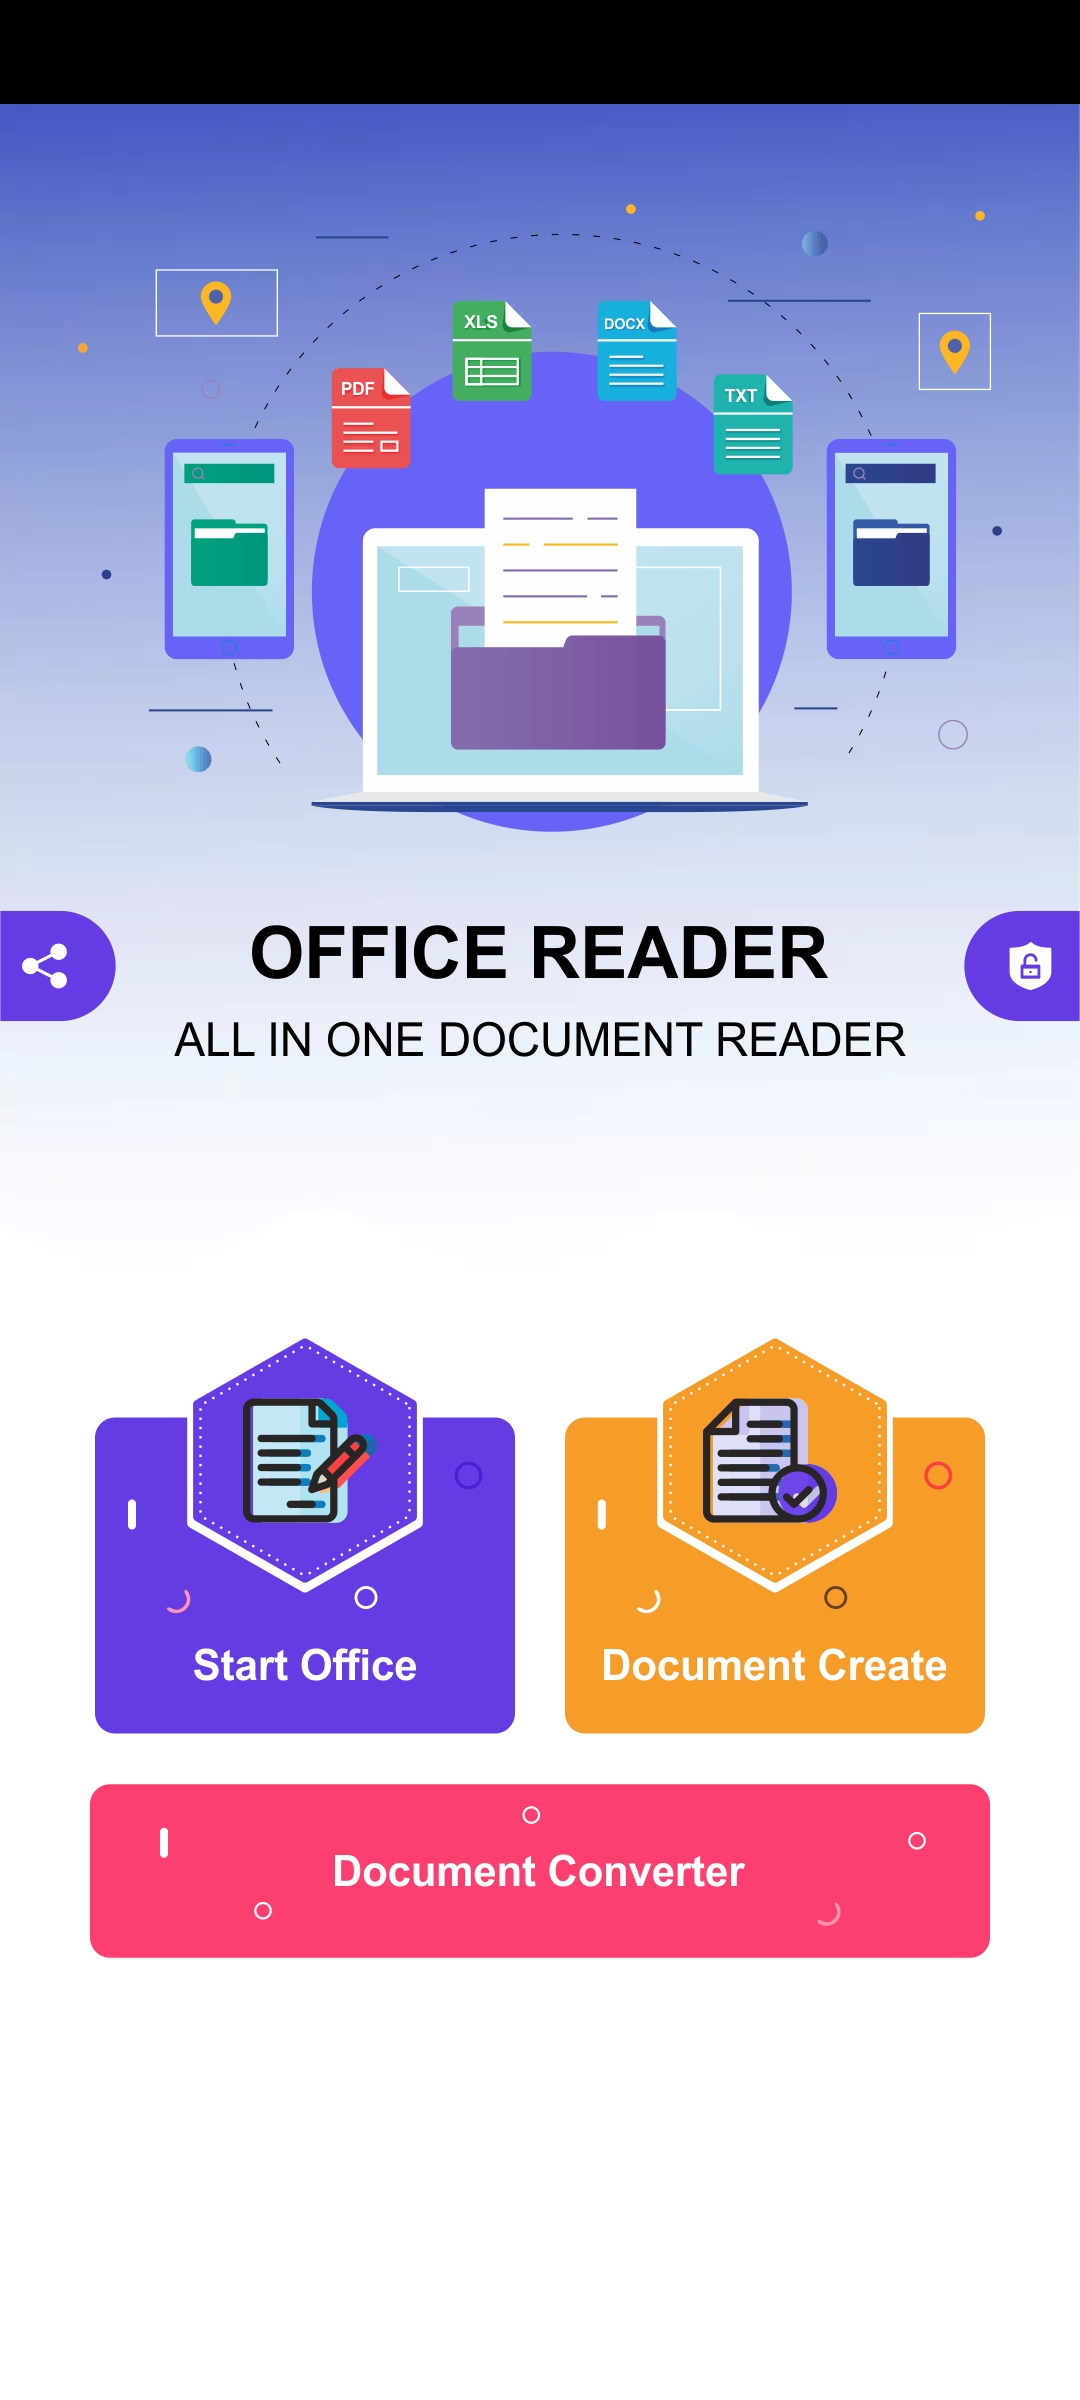 XLS
DOCX
PDF
TXT
OFFICE READER
ALL IN ONE DOCUMENT READER
Start Office
Document Create
Document Converter